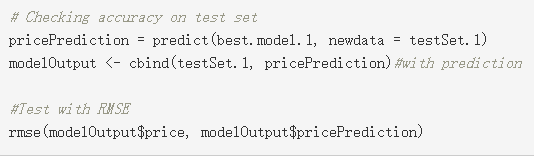 # Checking accuracy on test set
pricePrediction = predict(best.model.1, newdata = testSet.1)
modelOutput <- cbind(testSet.1, pricePrediction)#with prediction
#Test with RMSE
rmse(modelOutput$price, modelOutput$pricePrediction)